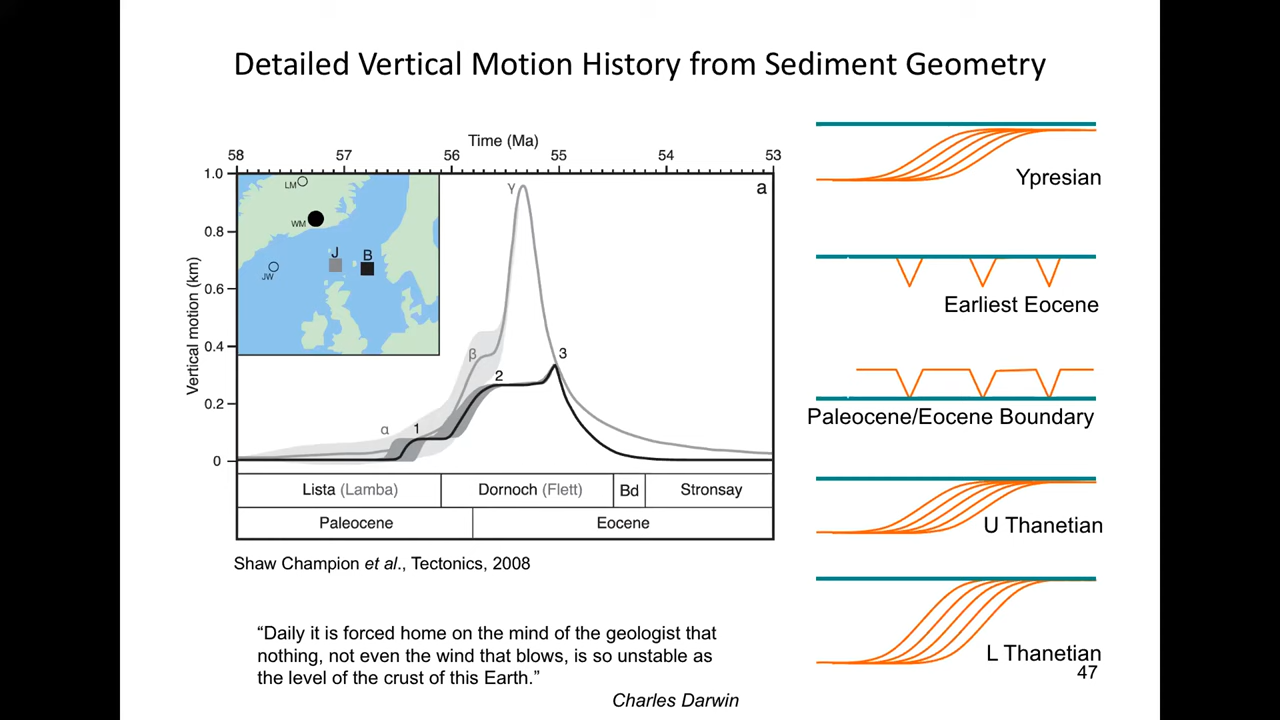 Detailed Vertical Motion History from Sediment Geometry
Time (Ma)
58 57 56 55 54 53
Vertical motion (km)
1.0
0.8
0.6
0.4
0.2
0
a
LM
WM
JW
J
B
α
β
γ
1
2
3
Lista (Lamba) Dornoch (Flett) Bd Stronsay
Paleocene Eocene
Shaw Champion et al., Tectonics, 2008
“Daily it is forced home on the mind of the geologist that
nothing, not even the wind that blows, is so unstable as
the level of the crust of this Earth.”
Charles Darwin
Ypresian
Earliest Eocene
Paleocene/Eocene Boundary
U Thanetian
L Thanetian
47